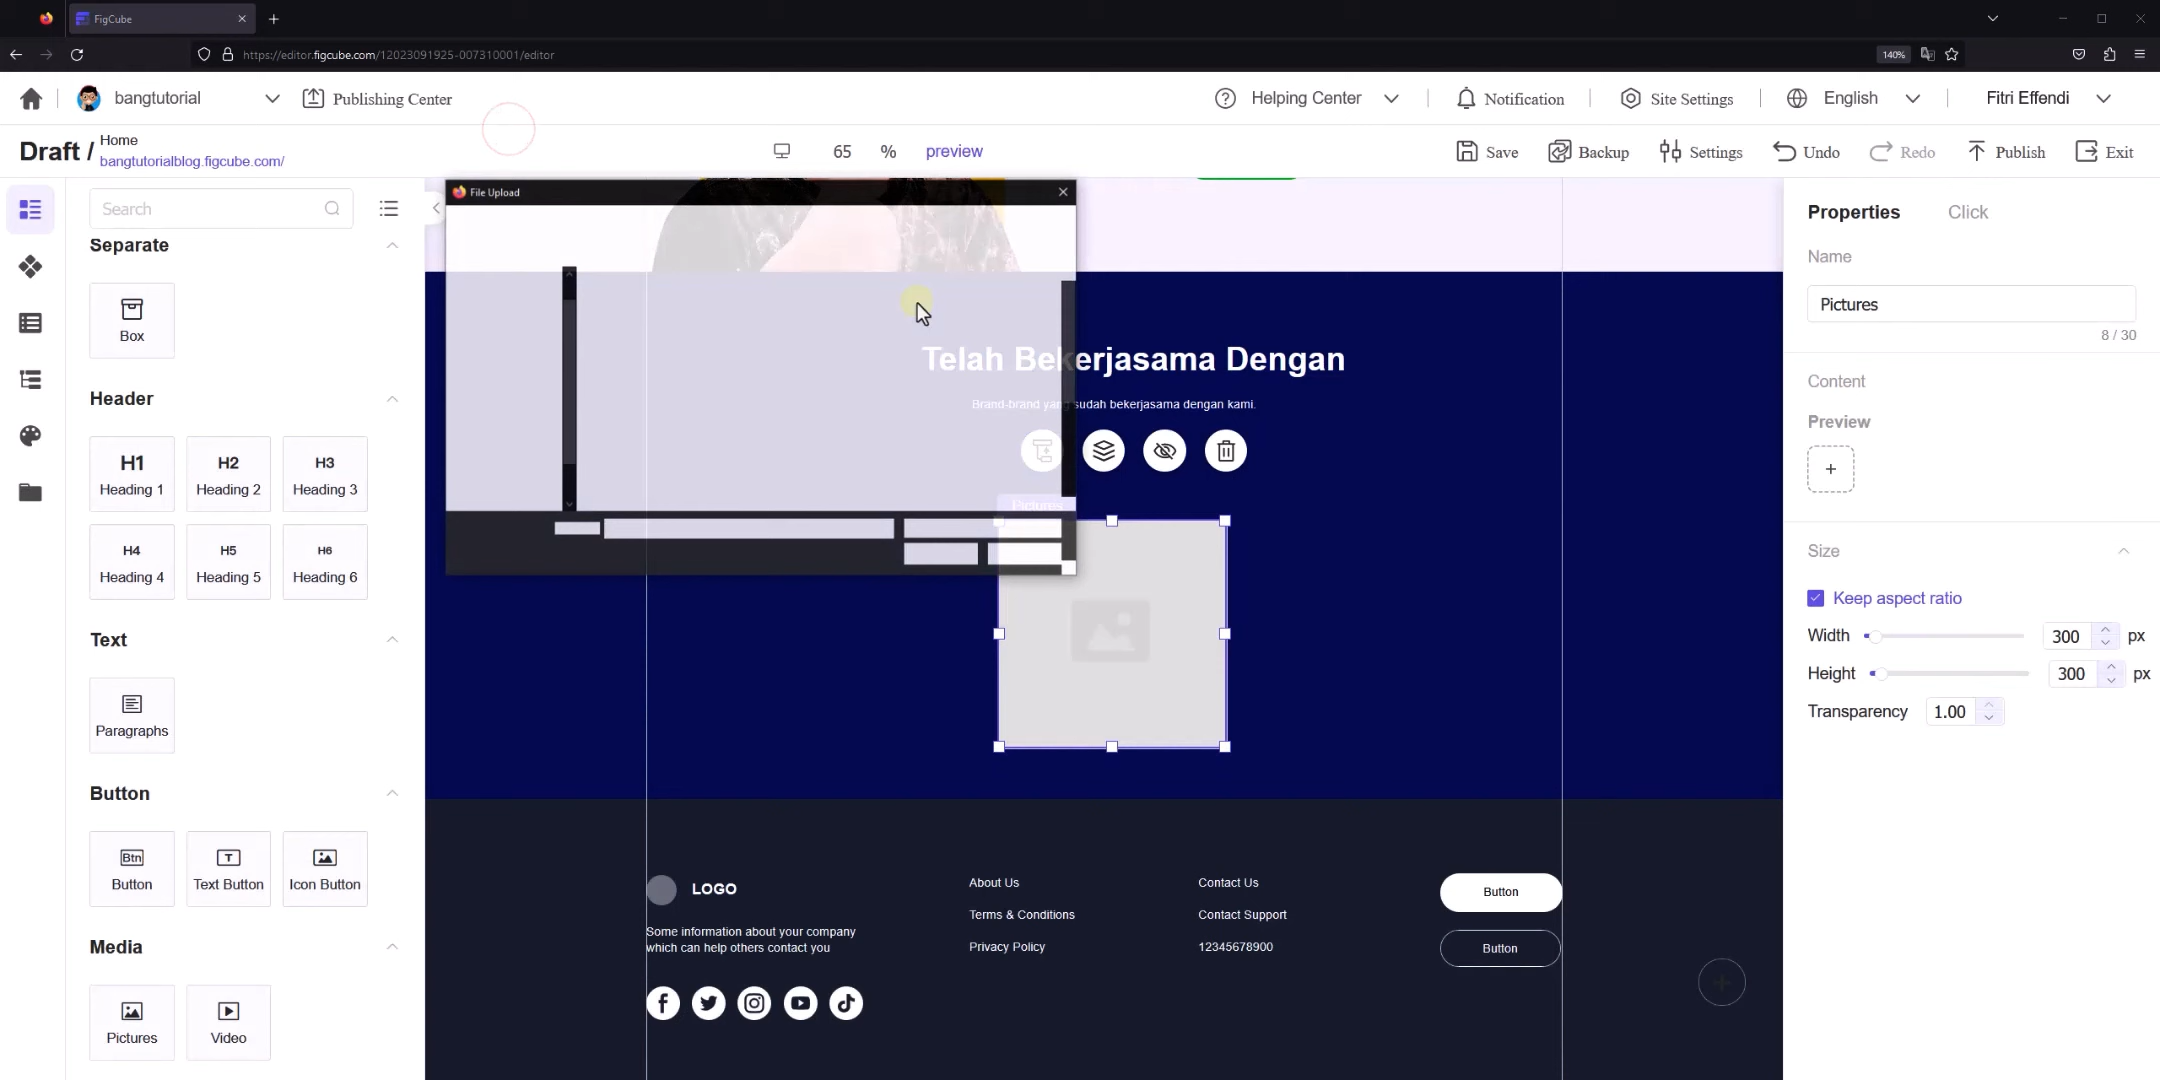 FigCube
https://editor.figcube.com/12023091925-007310001/editor
140%
bangtutorial
Publishing Center
Helping Center
Notification
Site Settings
English
Fitri Effendi
Draft /
Home
bangtutorialblog.figcube.com/
65
%
preview
Save
Backup
Settings
Undo
Redo
Publish
Exit
Search
Separate
Box
Header
H1
Heading 1
H2
Heading 2
H3
Heading 3
H4
Heading 4
H5
Heading 5
H6
Heading 6
Text
Paragraphs
Button
Btn
Button
T
Text Button
Icon Button
Media
Pictures
Video
File Upload
Telah Bekerjasama Dengan
Brand-brand yang sudah bekerjasama dengan kami.
Pictures
LOGO
Some information about your company
which can help others contact you
About Us
Terms & Conditions
Privacy Policy
Contact Us
Contact Support
12345678900
Button
Button
Properties
Click
Name
Pictures
8 / 30
Content
Preview
Size
Keep aspect ratio
Width
300
px
Height
300
px
Transparency
1.00